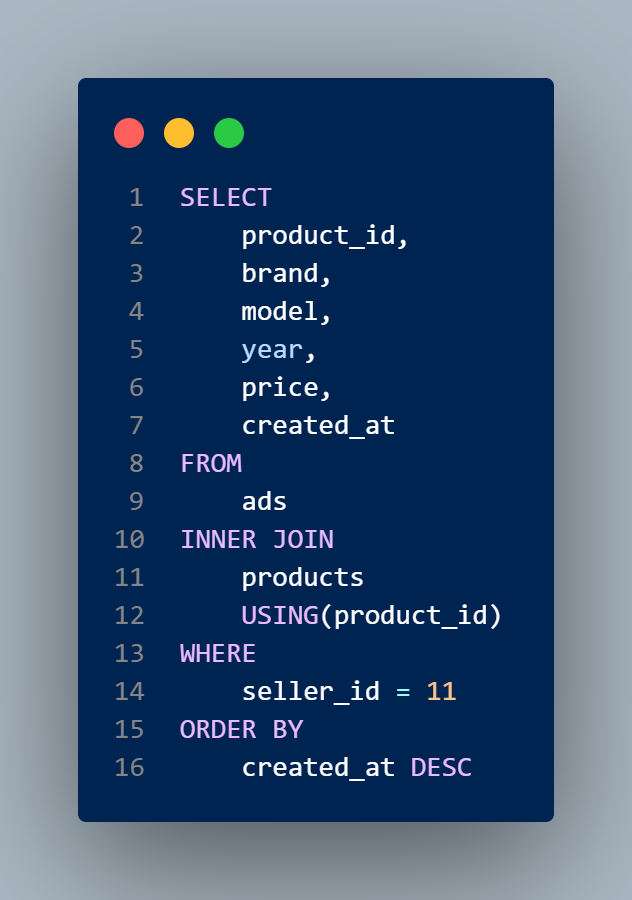 1 SELECT
2     product_id,
3     brand,
4     model,
5     year,
6     price,
7     created_at
8 FROM
9     ads
10 INNER JOIN
11     products
12     USING(product_id)
13 WHERE
14     seller_id = 11
15 ORDER BY
16     created_at DESC